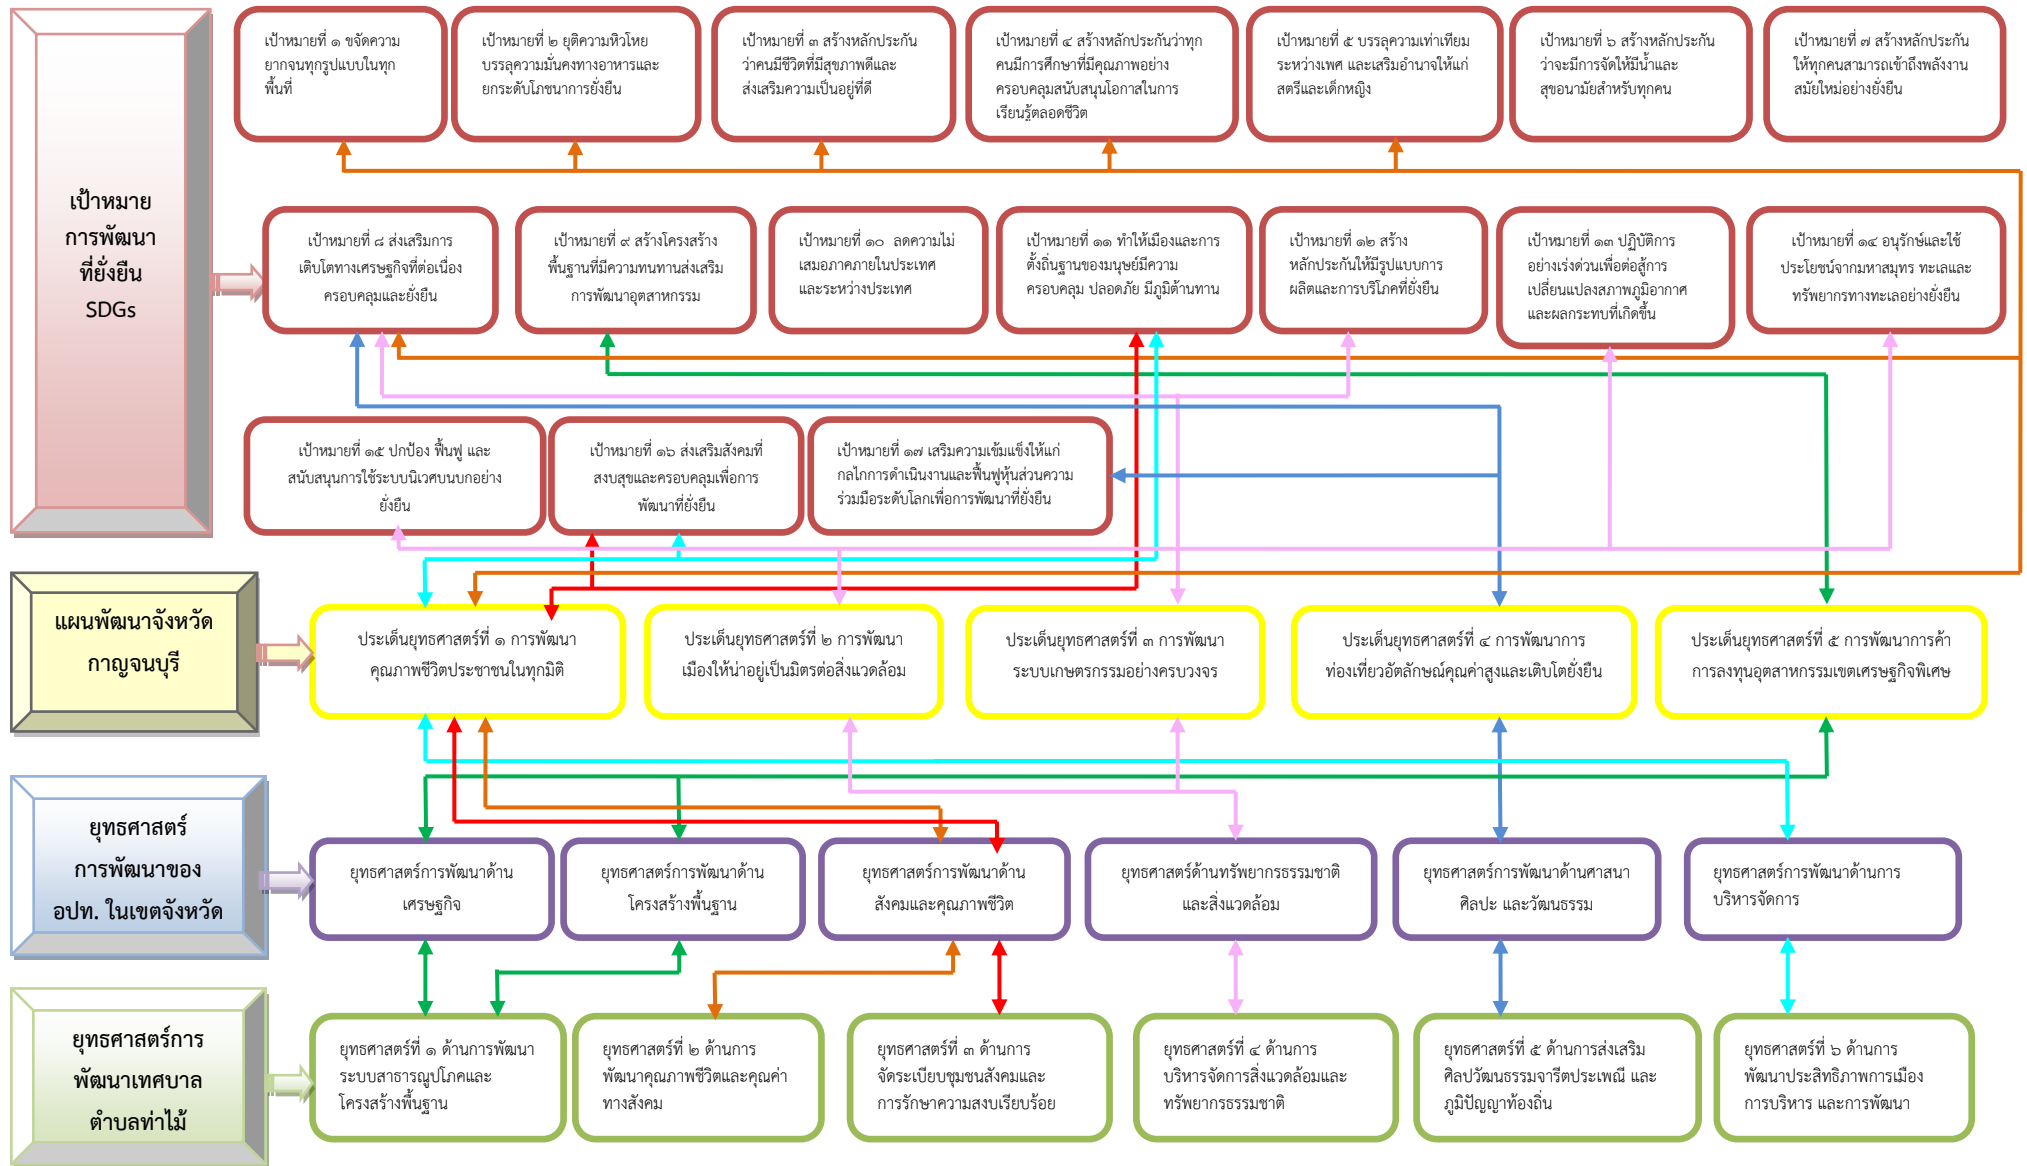 เป้าหมาย
การพัฒนา
ที่ยั่งยืน
SDGs
เป้าหมายที่ ๑ ขจัดความ
ยากจนทุกรูปแบบในทุก
พื้นที่
เป้าหมายที่ ๒ ยุติความหิวโหย
บรรลุความมั่นคงทางอาหารและ
ยกระดับโภชนาการยั่งยืน
เป้าหมายที่ ๓ สร้างหลักประกัน
ว่าคนมีชีวิตที่มีสุขภาพดีและ
ส่งเสริมความเป็นอยู่ที่ดี
เป้าหมายที่ ๔ สร้างหลักประกันว่าทุก
คนมีการศึกษาที่มีคุณภาพอย่าง
ครอบคลุมสนับสนุนโอกาสในการ
เรียนรู้ตลอดชีวิต
เป้าหมายที่ ๕ บรรลุความเท่าเทียม
ระหว่างเพศ และเสริมอำนาจให้แก่
สตรีและเด็กหญิง
เป้าหมายที่ ๖ สร้างหลักประกัน
ว่าจะมีการจัดให้มีน้ำและ
สุขอนามัยสำหรับทุกคน
เป้าหมายที่ ๗ สร้างหลักประกัน
ให้ทุกคนสามารถเข้าถึงพลังงาน
สมัยใหม่อย่างยั่งยืน
เป้าหมายที่ ๘ ส่งเสริมการ
เติบโตทางเศรษฐกิจที่ต่อเนื่อง
ครอบคลุมและยั่งยืน
เป้าหมายที่ ๙ สร้างโครงสร้าง
พื้นฐานที่มีความทนทานส่งเสริม
การพัฒนาอุตสาหกรรม
เป้าหมายที่ ๑๐ ลดความไม่
เสมอภาคภายในประเทศ
และระหว่างประเทศ
เป้าหมายที่ ๑๑ ทำให้เมืองและการ
ตั้งถิ่นฐานของมนุษย์มีความ
ครอบคลุม ปลอดภัย มีภูมิต้านทาน
เป้าหมายที่ ๑๒ สร้าง
หลักประกันให้มีรูปแบบการ
ผลิตและการบริโภคที่ยั่งยืน
เป้าหมายที่ ๑๓ ปฏิบัติการ
อย่างเร่งด่วนเพื่อต่อสู้การ
เปลี่ยนแปลงสภาพภูมิอากาศ
และผลกระทบที่เกิดขึ้น
เป้าหมายที่ ๑๔ อนุรักษ์และใช้
ประโยชน์จากมหาสมุทร ทะเลและ
ทรัพยากรทางทะเลอย่างยั่งยืน
เป้าหมายที่ ๑๕ ปกป้อง ฟื้นฟู และ
สนับสนุนการใช้ระบบนิเวศบนบกอย่าง
ยั่งยืน
เป้าหมายที่ ๑๖ ส่งเสริมสังคมที่
สงบสุขและครอบคลุมเพื่อการ
พัฒนาที่ยั่งยืน
เป้าหมายที่ ๑๗ เสริมความเข้มแข็งให้แก่
กลไกการดำเนินงานและฟื้นฟูหุ้นส่วนความ
ร่วมมือระดับโลกเพื่อการพัฒนาที่ยั่งยืน
แผนพัฒนาจังหวัด
กาญจนบุรี
ประเด็นยุทธศาสตร์ที่ ๑ การพัฒนา
คุณภาพชีวิตประชาชนในทุกมิติ
ประเด็นยุทธศาสตร์ที่ ๒ การพัฒนา
เมืองให้น่าอยู่เป็นมิตรต่อสิ่งแวดล้อม
ประเด็นยุทธศาสตร์ที่ ๓ การพัฒนา
ระบบเกษตรกรรมอย่างครบวงจร
ประเด็นยุทธศาสตร์ที่ ๔ การพัฒนาการ
ท่องเที่ยวอัตลักษณ์คุณค่าสูงและเติบโตยั่งยืน
ประเด็นยุทธศาสตร์ที่ ๕ การพัฒนาการค้า
การลงทุนอุตสาหกรรมเขตเศรษฐกิจพิเศษ
ยุทธศาสตร์
การพัฒนาของ
อปท. ในเขตจังหวัด
ยุทธศาสตร์การพัฒนาด้าน
เศรษฐกิจ
ยุทธศาสตร์การพัฒนาด้าน
โครงสร้างพื้นฐาน
ยุทธศาสตร์การพัฒนาด้าน
สังคมและคุณภาพชีวิต
ยุทธศาสตร์ด้านทรัพยากรธรรมชาติ
และสิ่งแวดล้อม
ยุทธศาสตร์การพัฒนาด้านศาสนา
ศิลปะ และวัฒนธรรม
ยุทธศาสตร์การพัฒนาด้านการ
บริหารจัดการ
ยุทธศาสตร์การ
พัฒนาเทศบาล
ตำบลท่าไม้
ยุทธศาสตร์ที่ ๑ ด้านการพัฒนา
ระบบสาธารณูปโภคและ
โครงสร้างพื้นฐาน
ยุทธศาสตร์ที่ ๒ ด้านการ
พัฒนาคุณภาพชีวิตและคุณค่า
ทางสังคม
ยุทธศาสตร์ที่ ๓ ด้านการ
จัดระเบียบชุมชนสังคมและ
การรักษาความสงบเรียบร้อย
ยุทธศาสตร์ที่ ๔ ด้านการ
บริหารจัดการสิ่งแวดล้อมและ
ทรัพยากรธรรมชาติ
ยุทธศาสตร์ที่ ๕ ด้านการส่งเสริม
ศิลปวัฒนธรรมจารีตประเพณี และ
ภูมิปัญญาท้องถิ่น
ยุทธศาสตร์ที่ ๖ ด้านการ
พัฒนาประสิทธิภาพการเมือง
การบริหาร และการพัฒนา